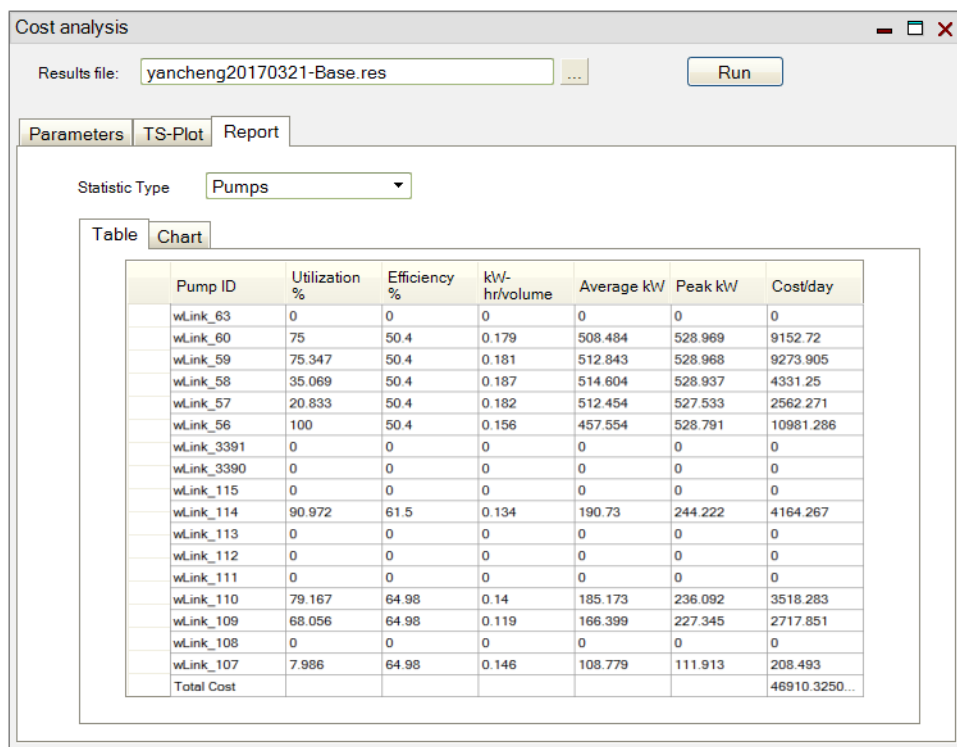 Cost analysis
Results file: yancheng20170321-Base.res ... Run
Parameters TS-Plot Report
Statistic Type Pumps
Table Chart
Pump ID Utilization % Efficiency % kW-hr/volume Average kW Peak kW Cost/day
wLink_63 0 0 0 0 0 0
wLink_60 75 50.4 0.179 508.484 528.969 9152.72
wLink_59 75.347 50.4 0.181 512.843 528.968 9273.905
wLink_58 35.069 50.4 0.187 514.604 528.937 4331.25
wLink_57 20.833 50.4 0.182 512.454 527.533 2562.271
wLink_56 100 50.4 0.156 457.554 528.791 10981.286
wLink_3391 0 0 0 0 0 0
wLink_3390 0 0 0 0 0 0
wLink_115 0 0 0 0 0 0
wLink_114 90.972 61.5 0.134 190.73 244.222 4164.267
wLink_113 0 0 0 0 0 0
wLink_112 0 0 0 0 0 0
wLink_111 0 0 0 0 0 0
wLink_110 79.167 64.98 0.14 185.173 236.092 3518.283
wLink_109 68.056 64.98 0.119 166.399 227.345 2717.851
wLink_108 0 0 0 0 0 0
wLink_107 7.986 64.98 0.146 108.779 111.913 208.493
Total Cost 46910.3250...